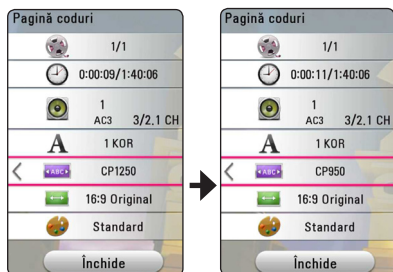 Pagină coduri
1/1
0:00:09/1:40:06
1
AC3 3/2.1 CH
A 1 KOR
ABC CP1250
16:9 Original
Standard
Închide
Pagină coduri
1/1
0:00:11/1:40:06
1
AC3 3/2.1 CH
A 1 KOR
ABC CP950
16:9 Original
Standard
Închide